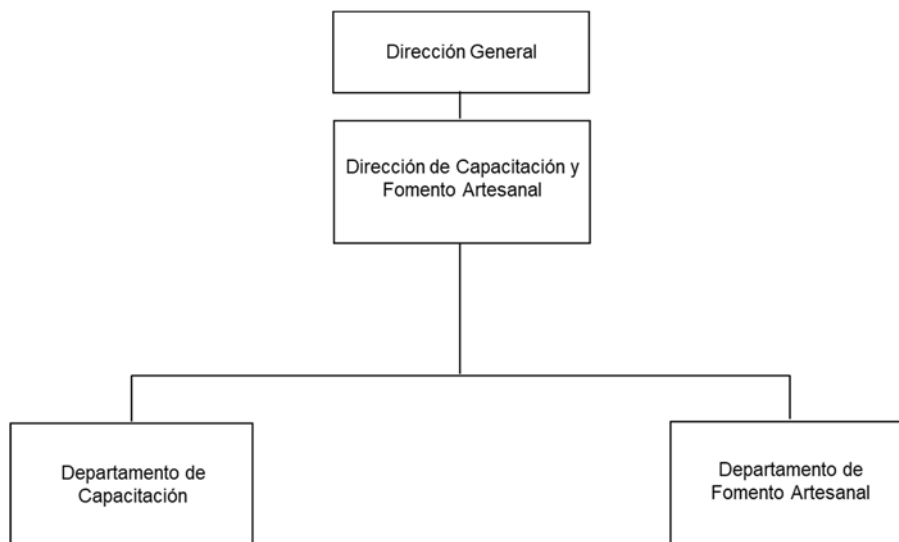 Dirección General
Dirección de Capacitación y
Fomento Artesanal
Departamento de
Capacitación
Departamento de
Fomento Artesanal